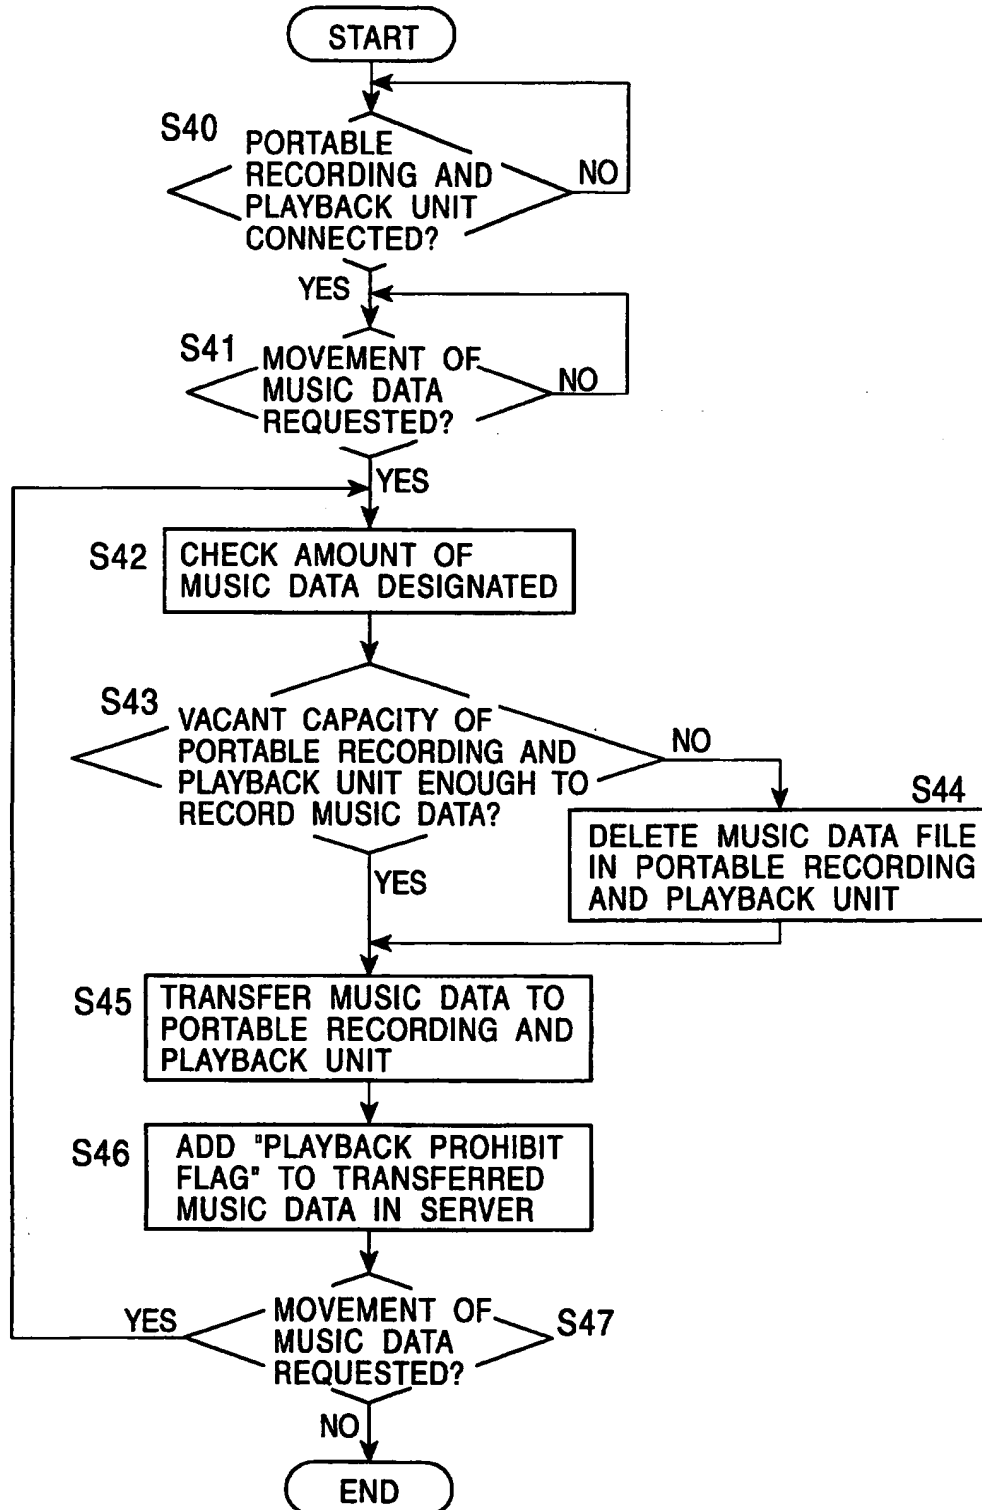 START
S40
PORTABLE
RECORDING AND
PLAYBACK UNIT
CONNECTED?
NO
YES
S41
MOVEMENT OF
MUSIC DATA
REQUESTED?
NO
YES
S42
CHECK AMOUNT OF
MUSIC DATA DESIGNATED
S43
VACANT CAPACITY OF
PORTABLE RECORDING AND
PLAYBACK UNIT ENOUGH TO
RECORD MUSIC DATA?
NO
YES
S44
DELETE MUSIC DATA FILE
IN PORTABLE RECORDING
AND PLAYBACK UNIT
S45
TRANSFER MUSIC DATA TO
PORTABLE RECORDING AND
PLAYBACK UNIT
S46
ADD "PLAYBACK PROHIBIT
FLAG" TO TRANSFERRED
MUSIC DATA IN SERVER
YES
MOVEMENT OF
MUSIC DATA
REQUESTED?
S47
NO
END